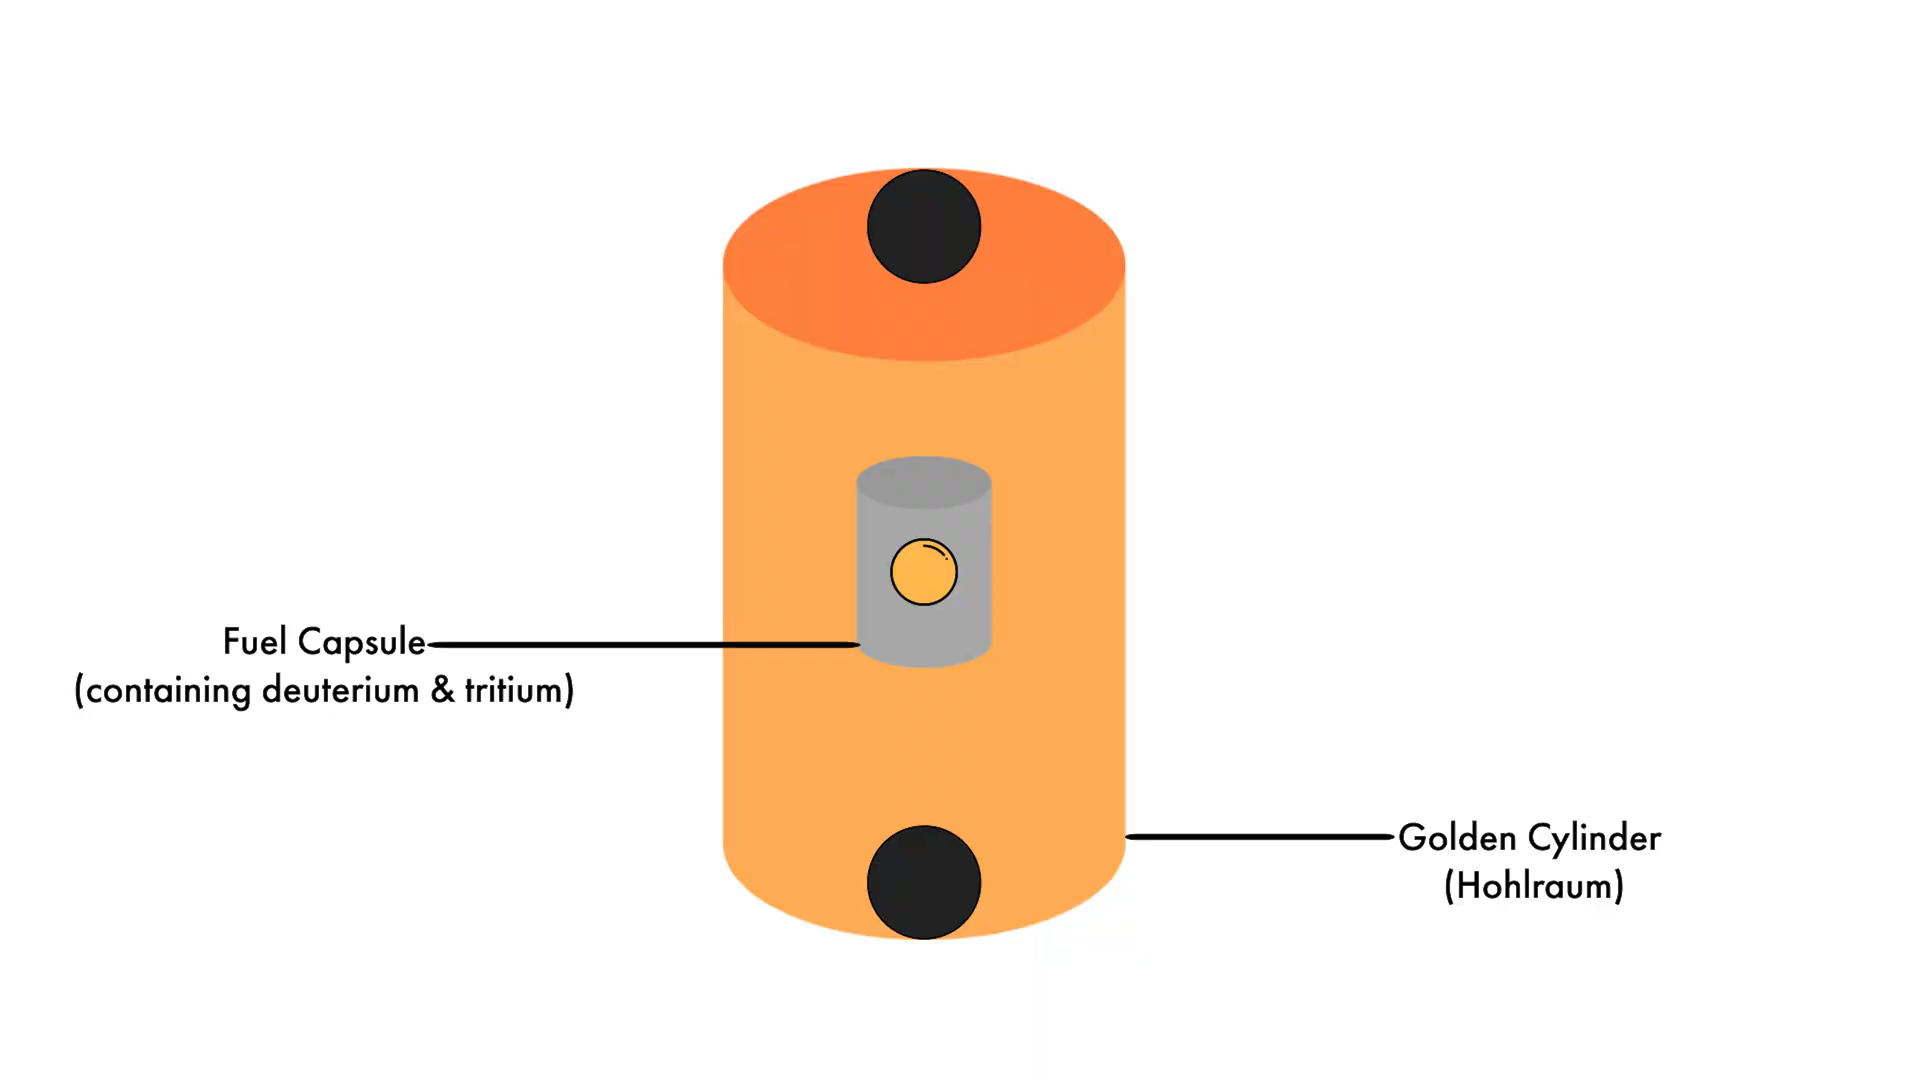 Fuel Capsule
(containing deuterium & tritium)
Golden Cylinder
(Hohlraum)